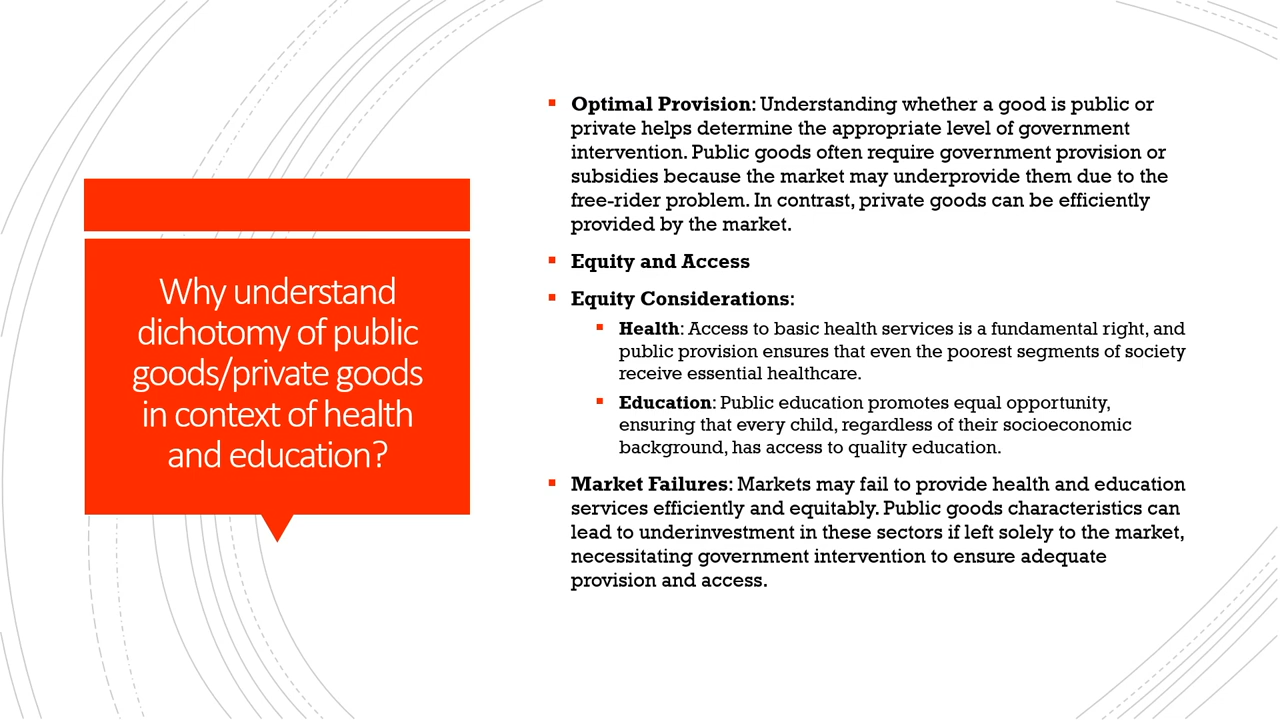 Why understand
dichotomy of public
goods/private goods
in context of health
and education?
Optimal Provision: Understanding whether a good is public or
private helps determine the appropriate level of government
intervention. Public goods often require government provision or
subsidies because the market may underprovide them due to the
free-rider problem. In contrast, private goods can be efficiently
provided by the market.
Equity and Access
Equity Considerations:
Health: Access to basic health services is a fundamental right, and
public provision ensures that even the poorest segments of society
receive essential healthcare.
Education: Public education promotes equal opportunity,
ensuring that every child, regardless of their socioeconomic
background, has access to quality education.
Market Failures: Markets may fail to provide health and education
services efficiently and equitably. Public goods characteristics can
lead to underinvestment in these sectors if left solely to the market,
necessitating government intervention to ensure adequate
provision and access.